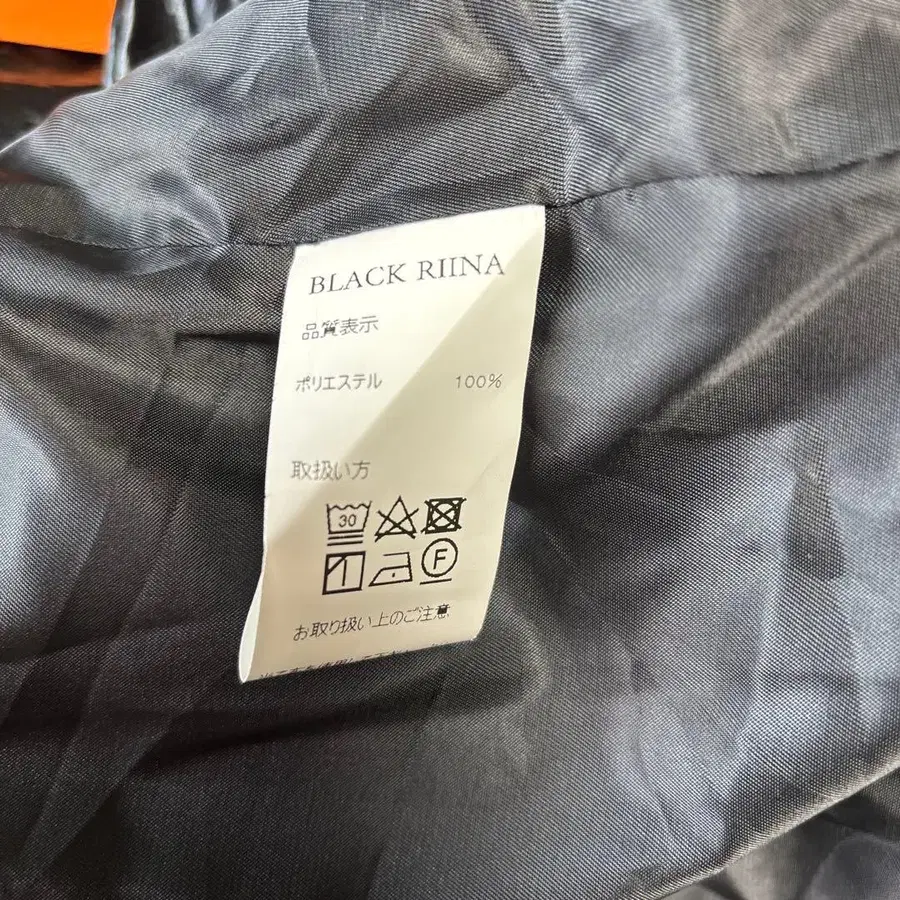 BLACK RIINA
品質表示
ポリエステル 100%
取扱い方
30
F
お取り扱い上のご注意